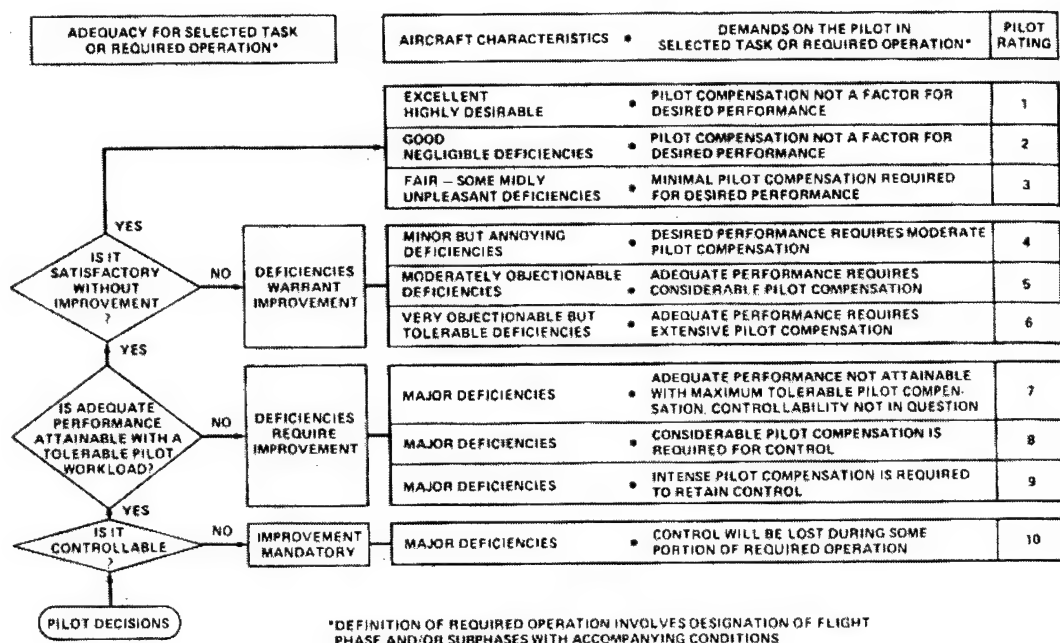 ADEQUACY FOR SELECTED TASK
OR REQUIRED OPERATION*
AIRCRAFT CHARACTERISTICS •
DEMANDS ON THE PILOT IN
SELECTED TASK OR REQUIRED OPERATION*
PILOT
RATING
EXCELLENT
HIGHLY DESIRABLE
• PILOT COMPENSATION NOT A FACTOR FOR
DESIRED PERFORMANCE
1
GOOD
NEGLIGIBLE DEFICIENCIES
• PILOT COMPENSATION NOT A FACTOR FOR
DESIRED PERFORMANCE
2
FAIR – SOME MIDLY
UNPLEASANT DEFICIENCIES
• MINIMAL PILOT COMPENSATION REQUIRED
FOR DESIRED PERFORMANCE
3
YES
IS IT
SATISFACTORY
WITHOUT
IMPROVEMENT
?
NO
DEFICIENCIES
WARRANT
IMPROVEMENT
MINOR BUT ANNOYING
DEFICIENCIES
• DESIRED PERFORMANCE REQUIRES MODERATE
PILOT COMPENSATION
4
MODERATELY OBJECTIONABLE
DEFICIENCIES
• ADEQUATE PERFORMANCE REQUIRES
CONSIDERABLE PILOT COMPENSATION
5
VERY OBJECTIONABLE BUT
TOLERABLE DEFICIENCIES
• ADEQUATE PERFORMANCE REQUIRES
EXTENSIVE PILOT COMPENSATION
6
YES
IS ADEQUATE
PERFORMANCE
ATTAINABLE WITH A
TOLERABLE PILOT
WORKLOAD?
NO
DEFICIENCIES
REQUIRE
IMPROVEMENT
MAJOR DEFICIENCIES
• ADEQUATE PERFORMANCE NOT ATTAINABLE
WITH MAXIMUM TOLERABLE PILOT COMPEN-
SATION. CONTROLLABILITY NOT IN QUESTION
7
MAJOR DEFICIENCIES
• CONSIDERABLE PILOT COMPENSATION IS
REQUIRED FOR CONTROL
8
MAJOR DEFICIENCIES
• INTENSE PILOT COMPENSATION IS REQUIRED
TO RETAIN CONTROL
9
YES
IS IT
CONTROLLABLE
?
NO
IMPROVEMENT
MANDATORY
MAJOR DEFICIENCIES
• CONTROL WILL BE LOST DURING SOME
PORTION OF REQUIRED OPERATION
10
PILOT DECISIONS
*DEFINITION OF REQUIRED OPERATION INVOLVES DESIGNATION OF FLIGHT
PHASE AND/OR SUBPHASES WITH ACCOMPANYING CONDITIONS